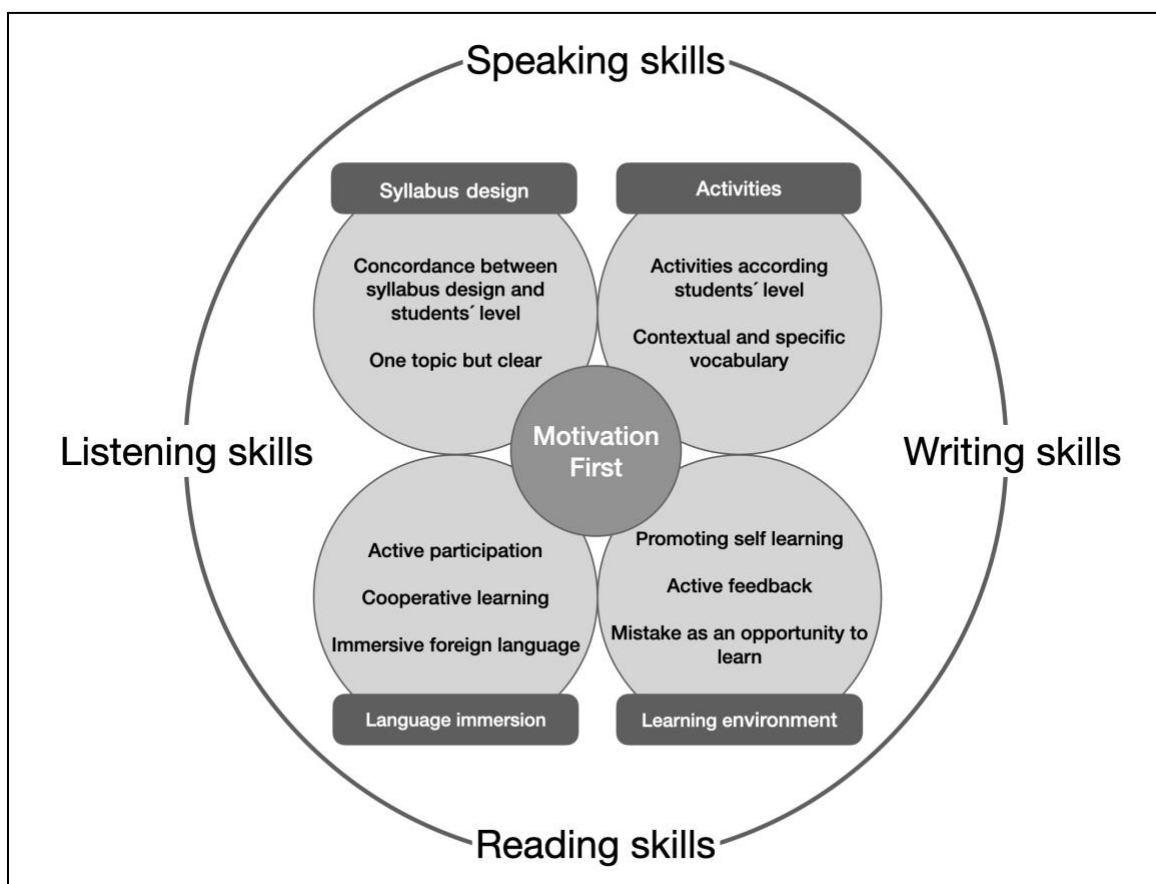 Speaking skills
Syllabus design
Activities
Concordance between
syllabus design and
students´ level
One topic but clear
Activities according
students´ level
Contextual and specific
vocabulary
Motivation
First
Listening skills
Writing skills
Active participation
Cooperative learning
Immersive foreign language
Language immersion
Promoting self learning
Active feedback
Mistake as an opportunity to
learn
Learning environment
Reading skills